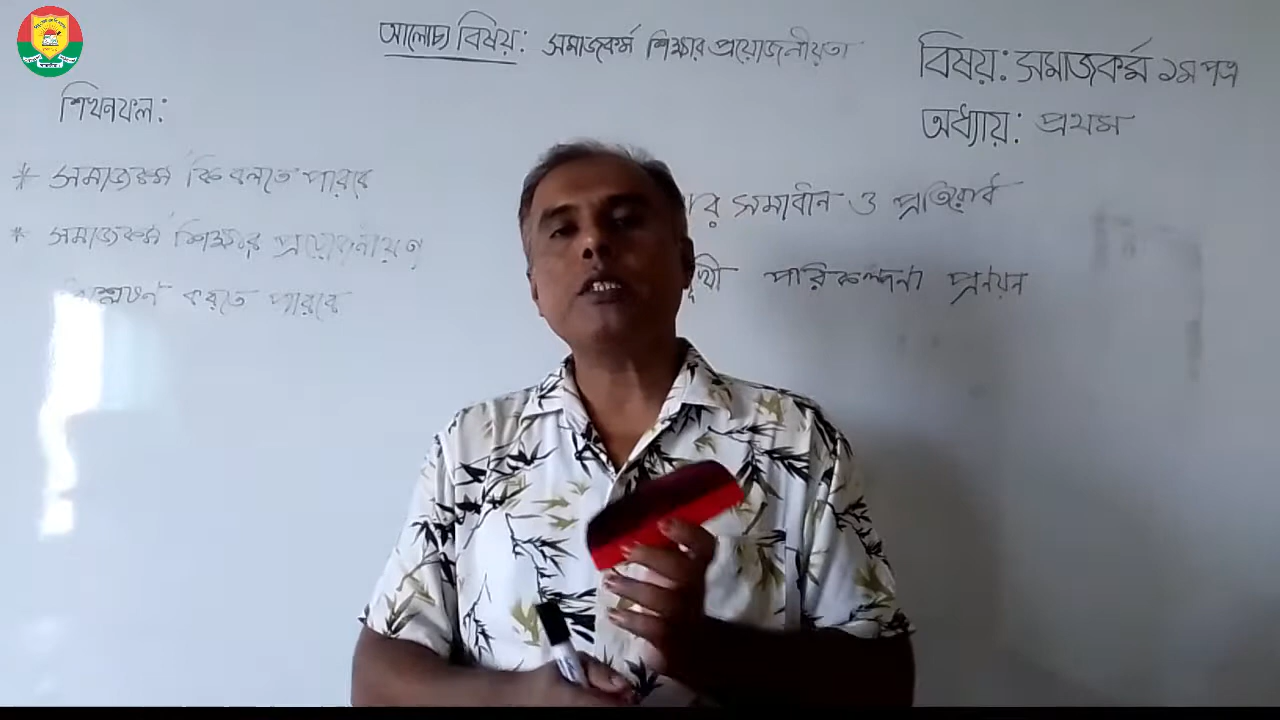 আলোচ্য বিষয়: সমাজকর্ম শিক্ষার প্রয়োজনীয়তা
বিষয়: সমাজকর্ম ১ম পত্র
অধ্যায়: প্রথম
শিখনফল:
* সমাজকর্ম কি বলতে পারবে
* সমাজকর্ম শিক্ষার প্রয়োজনীয়তা
করতে পারবে
সমাধান ও প্রতিরোধ
পরিকল্পনা প্রনয়ন